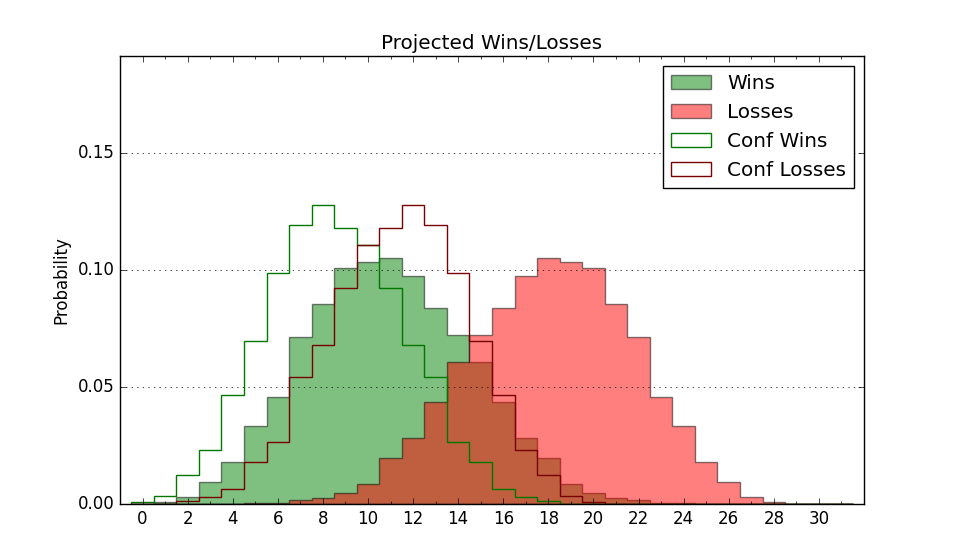 Projected Wins/Losses
Wins
Losses
Conf Wins
Conf Losses
Probability
0.15
0.10
0.05
0.00
0 2 4 6 8 10 12 14 16 18 20 22 24 26 28 30